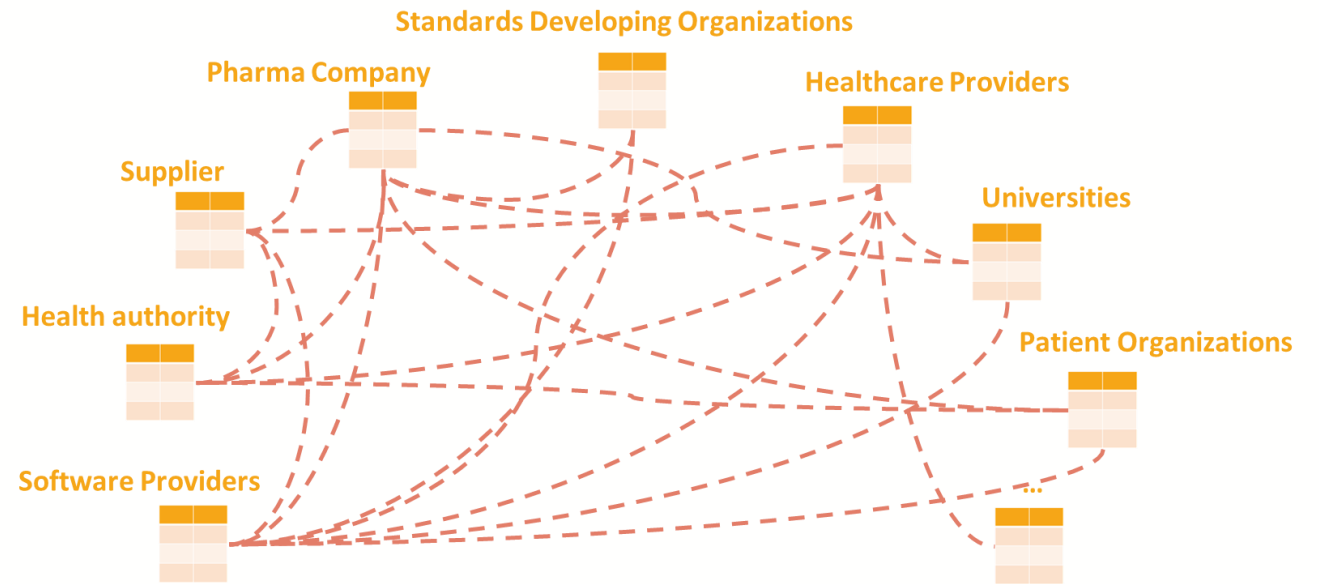 Standards Developing Organizations
Pharma Company
Healthcare Providers
Supplier
Universities
Health authority
Patient Organizations
Software Providers
...